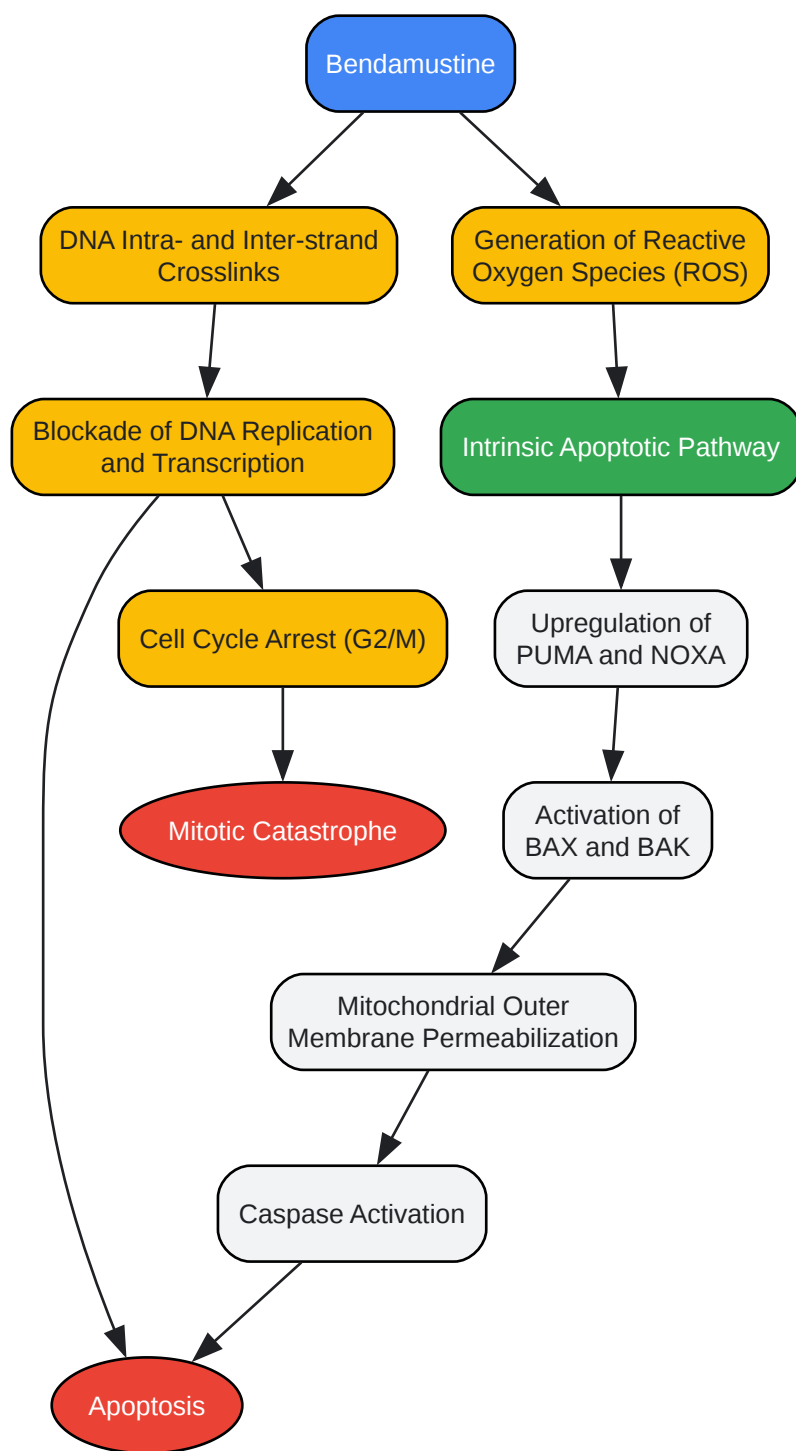 Bendamustine
DNA Intra- and Inter-strand
Crosslinks
Generation of Reactive
Oxygen Species (ROS)
Blockade of DNA Replication
and Transcription
Intrinsic Apoptotic Pathway
Cell Cycle Arrest (G2/M)
Upregulation of
PUMA and NOXA
Mitotic Catastrophe
Activation of
BAX and BAK
Mitochondrial Outer
Membrane Permeabilization
Caspase Activation
Apoptosis